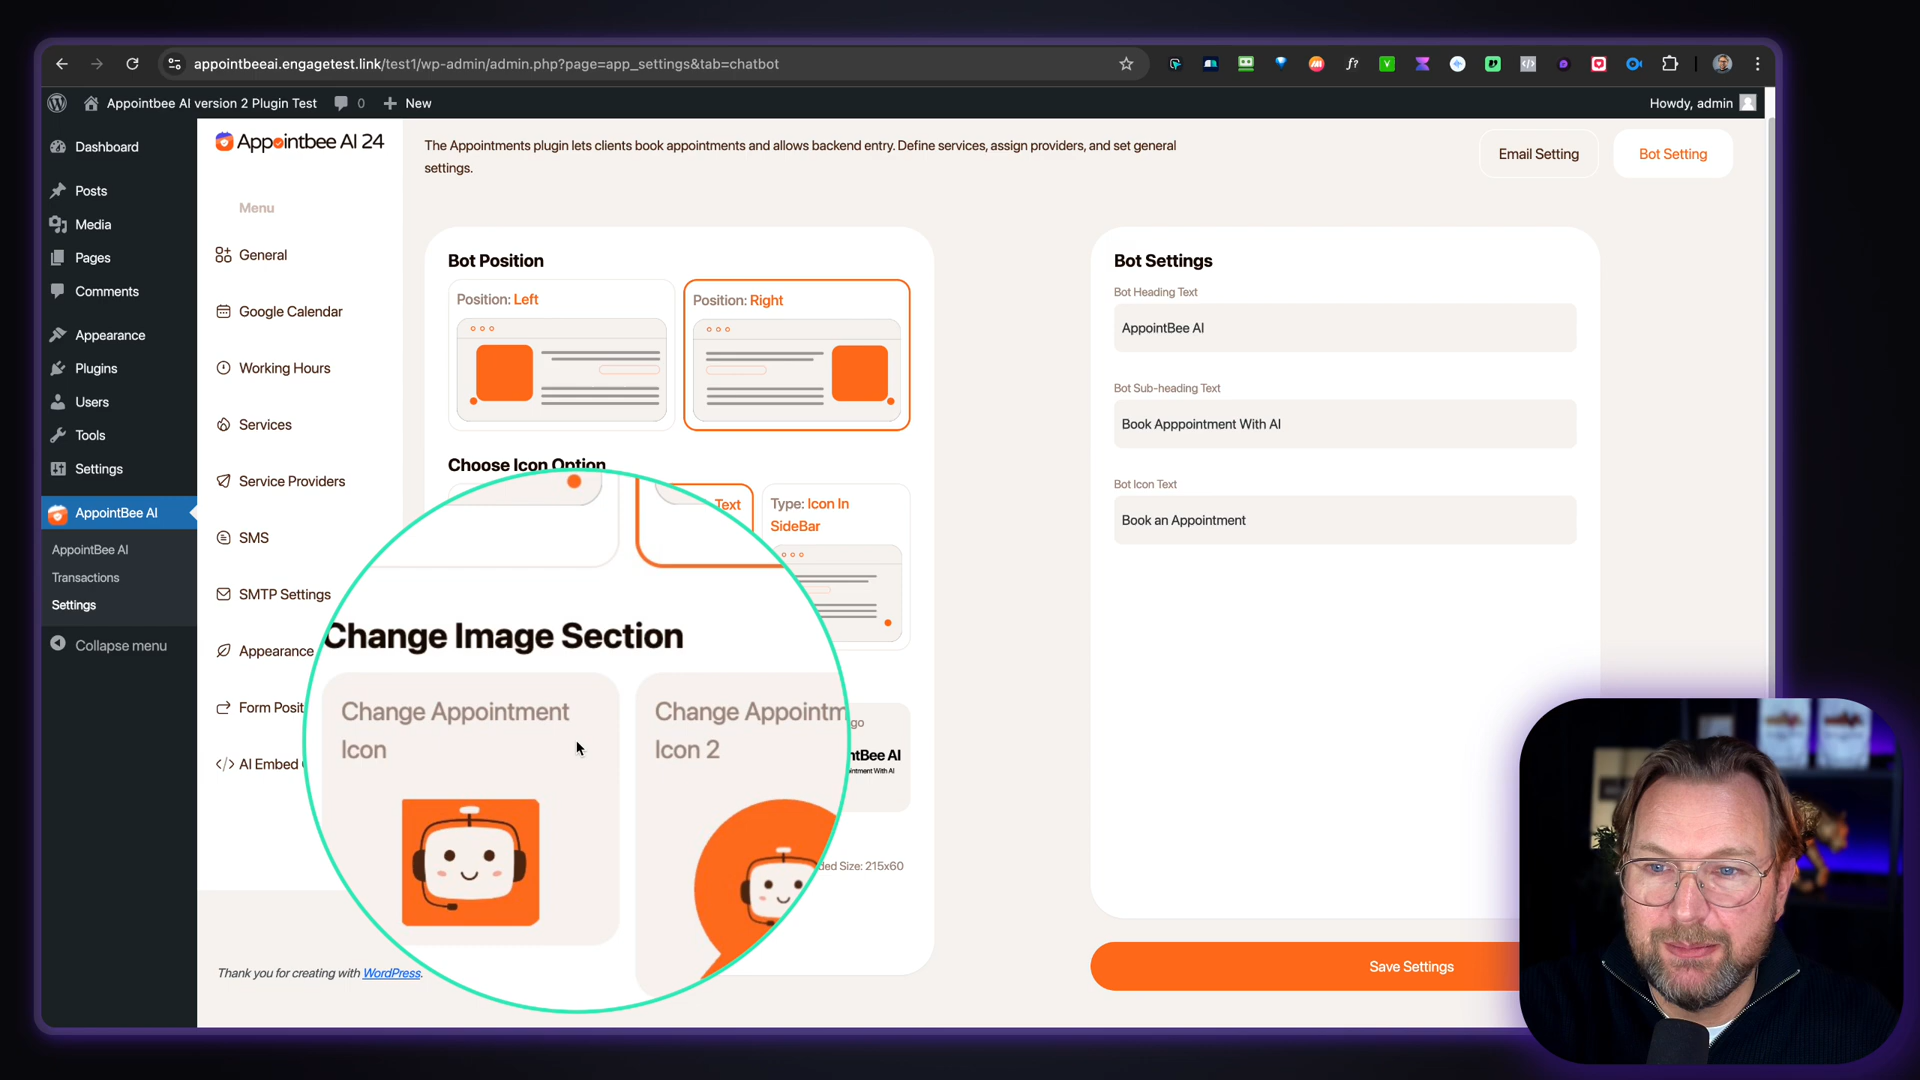 appointbeeai.engagetest.link/test1/wp-admin/admin.php?page=app_settings&tab=chatbot
Appointbee AI version 2 Plugin Test
0
New
Howdy, admin
Dashboard
Posts
Media
Pages
Comments
Appearance
Plugins
Users
Tools
Settings
AppointBee AI
AppointBee AI
Transactions
Settings
Collapse menu
Appointbee AI 24
Menu
General
Google Calendar
Working Hours
Services
Service Providers
SMS
SMTP Settings
Appearance
Form Posit
AI Embed
Thank you for creating with WordPress.
The Appointments plugin lets clients book appointments and allows backend entry. Define services, assign providers, and set general
settings.
Email Setting
Bot Setting
Bot Position
Position: Left
Position: Right
Choose Icon Option
Text
Type: Icon In
SideBar
Change Image Section
Change Appointment
Icon
Change Appointm
Icon 2
go
ntBee AI
intment With AI
ded Size: 215x60
Bot Settings
Bot Heading Text
AppointBee AI
Bot Sub-heading Text
Book Apppointment With AI
Bot Icon Text
Book an Appointment
Save Settings